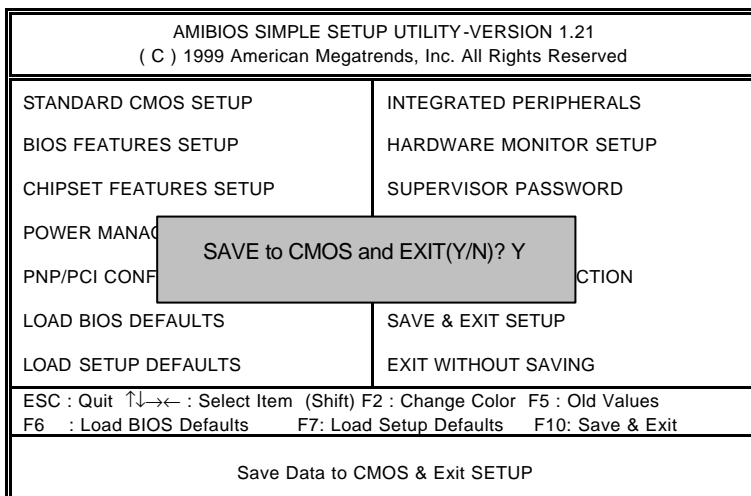 AMIBIOS SIMPLE SETUP UTILITY-VERSION 1.21
( C ) 1999 American Megatrends, Inc. All Rights Reserved
STANDARD CMOS SETUP
BIOS FEATURES SETUP
CHIPSET FEATURES SETUP
POWER MANAG
PNP/PCI CONF
LOAD BIOS DEFAULTS
LOAD SETUP DEFAULTS
INTEGRATED PERIPHERALS
HARDWARE MONITOR SETUP
SUPERVISOR PASSWORD
CTION
SAVE & EXIT SETUP
EXIT WITHOUT SAVING
SAVE to CMOS and EXIT(Y/N)? Y
ESC : Quit ↑↓→← : Select Item (Shift) F2 : Change Color F5 : Old Values
F6 : Load BIOS Defaults F7: Load Setup Defaults F10: Save & Exit
Save Data to CMOS & Exit SETUP